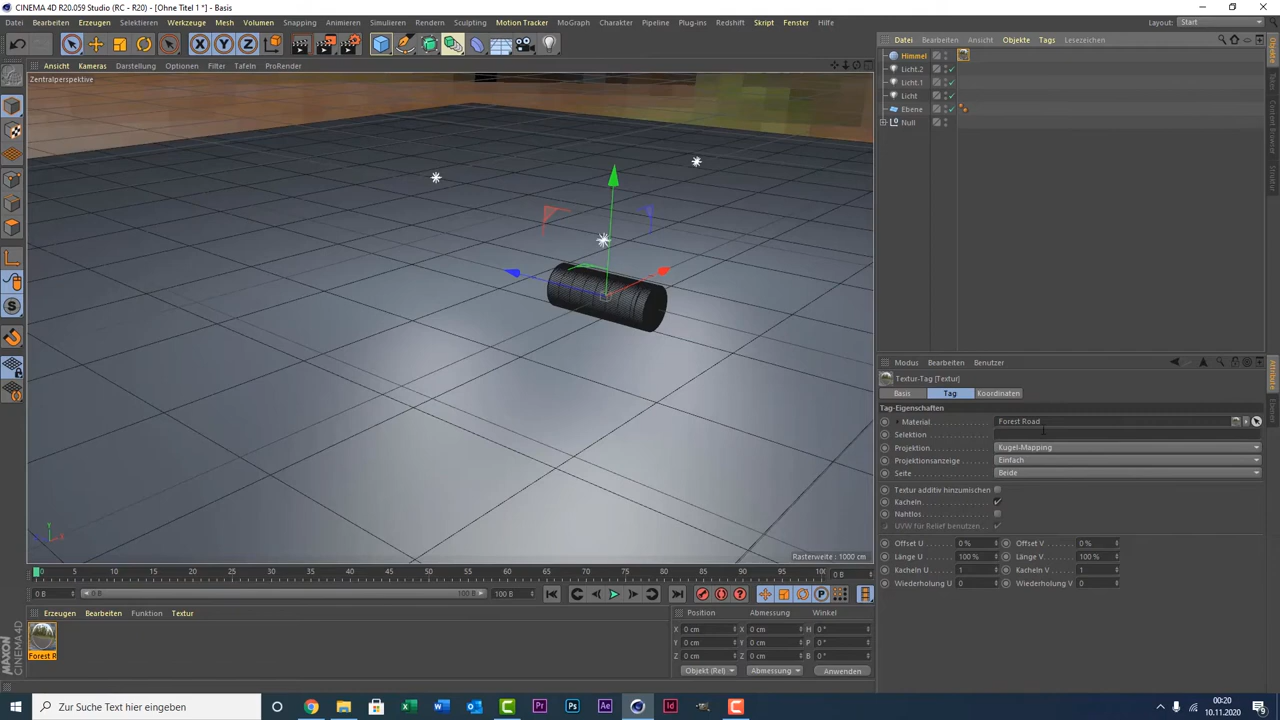 CINEMA 4D R20.059 Studio (RC - R20) - [Ohne Titel 1 *] - Basis
Datei Bearbeiten Erzeugen Selektieren Werkzeuge Mesh Volumen Snapping Animieren Simulieren Rendern Sculpting Motion Tracker MoGraph Charakter Pipeline Plug-ins Redshift Skript Fenster Hilfe Layout: Start
X Y Z
Datei Bearbeiten Ansicht Objekte Tags Lesezeichen
Ansicht Kameras Darstellung Optionen Filter Tafeln ProRender
Zentralperspektive
Himmel
Licht.2
Licht.1
Licht
Ebene
Null
Objekte
Takes
Content Browser
Struktur
Modus Bearbeiten Benutzer
Textur-Tag [Textur]
Basis Tag Koordinaten
Tag-Eigenschaften
Material Forest Road
Selektion
Projektion Kugel-Mapping
Projektionsanzeige Einfach
Seite Beide
Textur additiv hinzumischen
Kacheln
Nahtlos
UVW für Relief benutzen
Offset U 0 % Offset V 0 %
Länge U 100 % Länge V 100 %
Kacheln U 1 Kacheln V 1
Wiederholung U 0 Wiederholung V 0
Attribute
Ebenen
Rasterweite : 1000 cm
0 5 10 15 20 25 30 35 40 45 50 55 60 65 70 75 80 85 90 95 100 0 B
0 B 0 B 100 B 100 B
Erzeugen Bearbeiten Funktion Textur
Forest R
Position Abmessung Winkel
X 0 cm X 0 cm H 0 °
Y 0 cm Y 0 cm P 0 °
Z 0 cm Z 0 cm B 0 °
Objekt (Rel) Abmessung Anwenden
MAXON CINEMA 4D
Zur Suche Text hier eingeben
00:20
10.11.2020